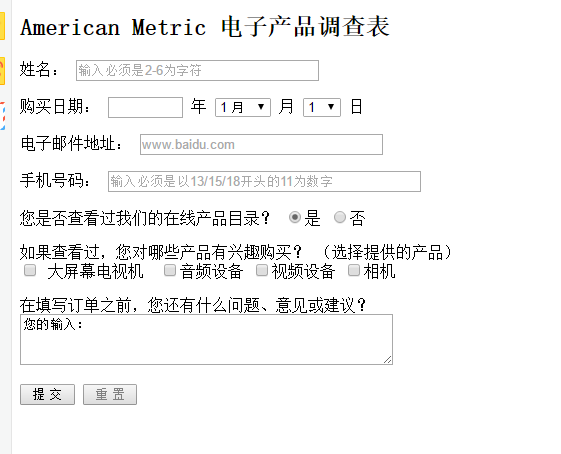 American Metric 电子产品调查表
姓名： 输入必须是2-6为字符
购买日期： 年 1 月 月 1 日
电子邮件地址： www.baidu.com
手机号码： 输入必须是以13/15/18开头的11为数字
您是否查看过我们的在线产品目录？ 是 否
如果查看过，您对哪些产品有兴趣购买？ （选择提供的产品）
大屏幕电视机 音频设备 视频设备 相机
在填写订单之前，您还有什么问题、意见或建议？
您的输入：
提 交 重 置